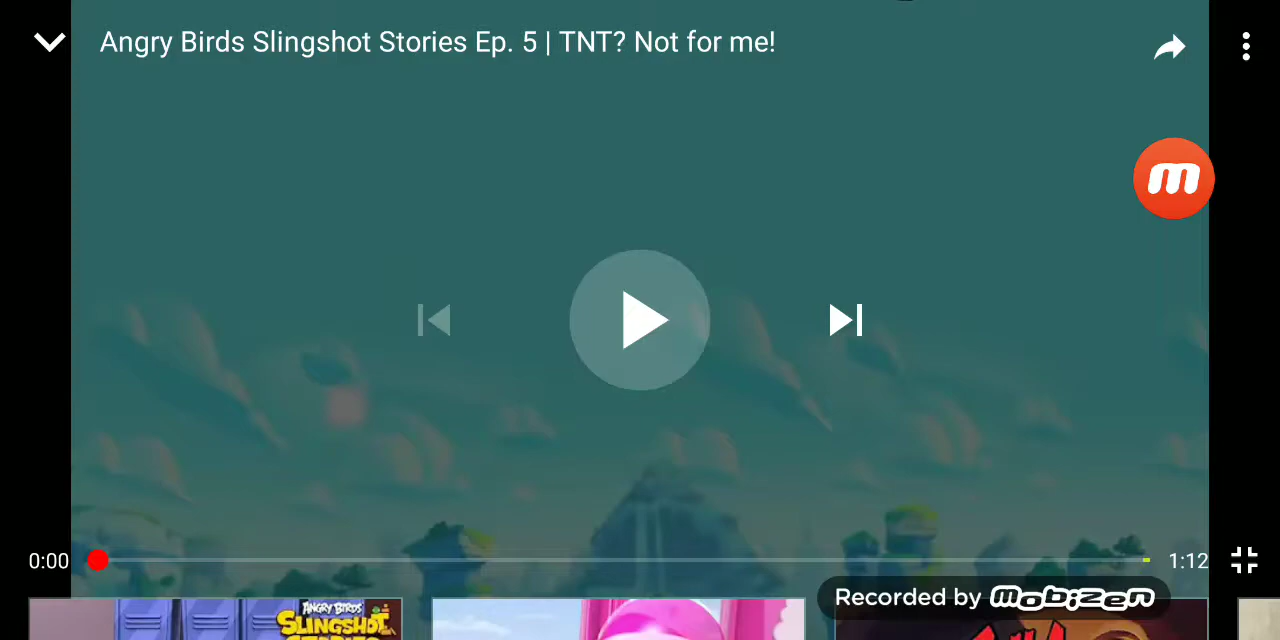 Angry Birds Slingshot Stories Ep. 5 | TNT? Not for me!
m
0:00
1:12
Recorded by mobizen
ANGRY BIRDS
SLINGSHOT